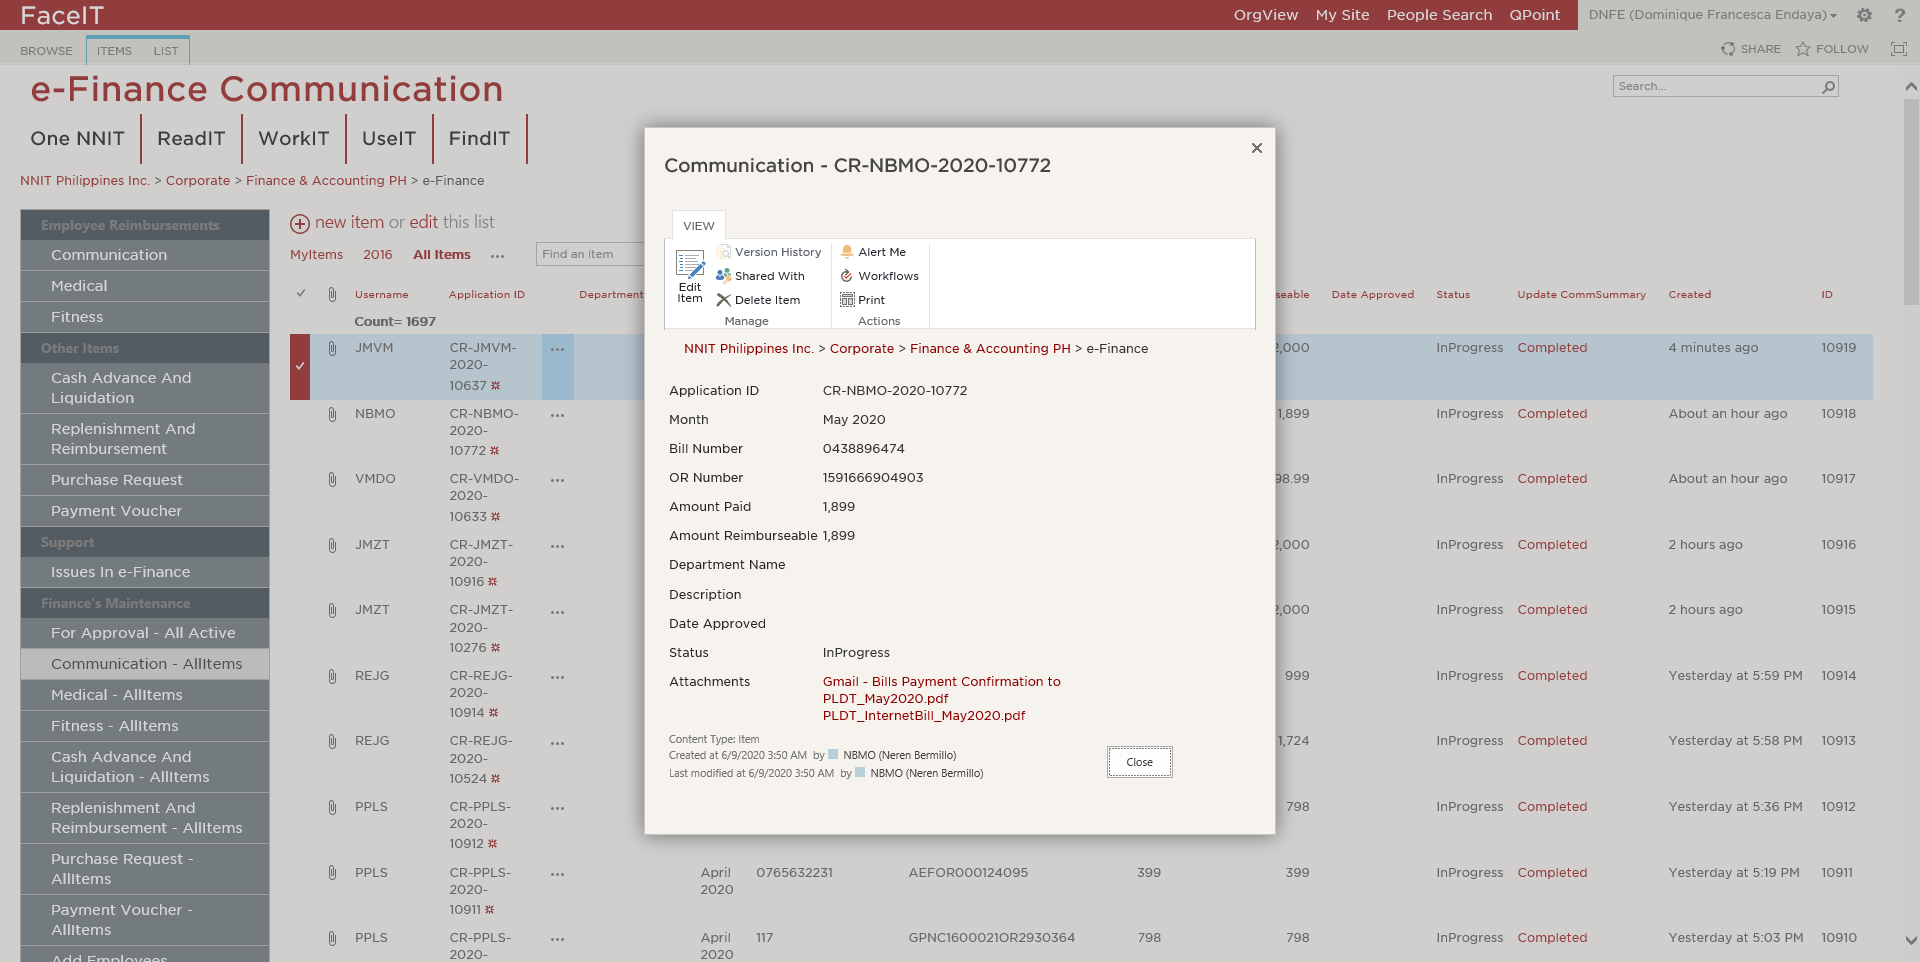 FaceIT
OrgView My Site People Search QPoint
DNFE (Dominique Francesca Endaya)
?
BROWSE ITEMS LIST
SHARE FOLLOW
e-Finance Communication
Search...
One NNIT ReadIT WorkIT UseIT FindIT
NNIT Philippines Inc. > Corporate > Finance & Accounting PH > e-Finance
Employee Reimbursements
Communication
Medical
Fitness
Other Items
Cash Advance And
Liquidation
Replenishment And
Reimbursement
Purchase Request
Payment Voucher
Support
Issues In e-Finance
Finance's Maintenance
For Approval - All Active
Communication - AllItems
Medical - AllItems
Fitness - AllItems
Cash Advance And
Liquidation - AllItems
Replenishment And
Reimbursement - AllItems
Purchase Request -
AllItems
Payment Voucher -
AllItems
Add Employees
new item or edit this list
MyItems 2016 All Items ...
Find an item
Username Application ID Department
seable Date Approved Status Update CommSummary Created ID
Count= 1697
JMVM CR-JMVM-
2020-
10637
... 2,000 InProgress Completed 4 minutes ago 10919
NBMO CR-NBMO-
2020-
10772
... 1,899 InProgress Completed About an hour ago 10918
VMDO CR-VMDO-
2020-
10633
... 98.99 InProgress Completed About an hour ago 10917
JMZT CR-JMZT-
2020-
10916
... 2,000 InProgress Completed 2 hours ago 10916
JMZT CR-JMZT-
2020-
10276
... 2,000 InProgress Completed 2 hours ago 10915
REJG CR-REJG-
2020-
10914
... 999 InProgress Completed Yesterday at 5:59 PM 10914
REJG CR-REJG-
2020-
10524
... 1,724 InProgress Completed Yesterday at 5:58 PM 10913
PPLS CR-PPLS-
2020-
10912
... 798 InProgress Completed Yesterday at 5:36 PM 10912
PPLS CR-PPLS-
2020-
10911
... April
2020
0765632231 AEFOR000124095 399 399 InProgress Completed Yesterday at 5:19 PM 10911
PPLS CR-PPLS-
2020-
... April
2020
117 GPNC1600021OR2930364 798 798 InProgress Completed Yesterday at 5:03 PM 10910
Communication - CR-NBMO-2020-10772
VIEW
Edit
Item
Version History
Shared With
Delete Item
Manage
Alert Me
Workflows
Print
Actions
NNIT Philippines Inc. > Corporate > Finance & Accounting PH > e-Finance
Application ID CR-NBMO-2020-10772
Month May 2020
Bill Number 0438896474
OR Number 1591666904903
Amount Paid 1,899
Amount Reimburseable 1,899
Department Name
Description
Date Approved
Status InProgress
Attachments Gmail - Bills Payment Confirmation to
PLDT_May2020.pdf
PLDT_InternetBill_May2020.pdf
Content Type: Item
Created at 6/9/2020 3:50 AM by NBMO (Neren Bermillo)
Last modified at 6/9/2020 3:50 AM by NBMO (Neren Bermillo)
Close